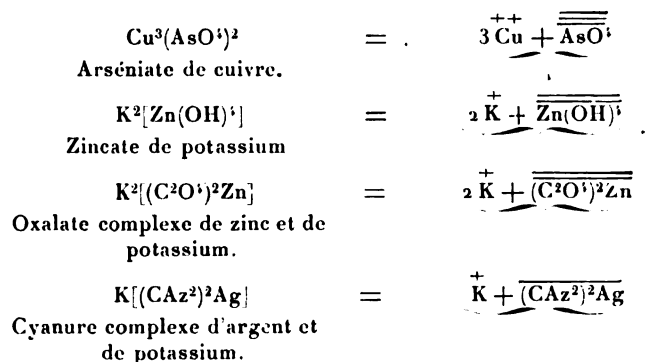 Cu³(AsO⁴)² = . 3 C̟u⁺⁺ + AsO⁴
Arséniate de cuivre.
K²[Zn(OH)⁴] = 2 K⁺ + Zn(OH)⁴
Zincate de potassium
K²[(C²O⁴)²Zn] = 2 K⁺ + (C²O⁴)²Zn
Oxalate complexe de zinc et de
potassium.
K[(CAz²)²Ag] = K⁺ + (CAz²)²Ag
Cyanure complexe d'argent et
de potassium.